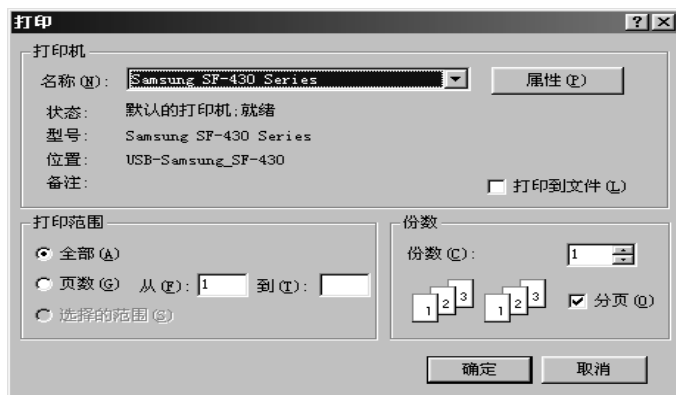 打印
打印机
名称(N): Samsung SF-430 Series 属性(P)
状态: 默认的打印机;就绪
型号: Samsung SF-430 Series
位置: USB-Samsung_SF-430
备注: 打印到文件(L)
打印范围 份数
全部(A) 份数(C): 1
页数(G) 从(F): 1 到(T):
1 2 3 1 2 3 分页(O)
选择的范围(S)
确定 取消